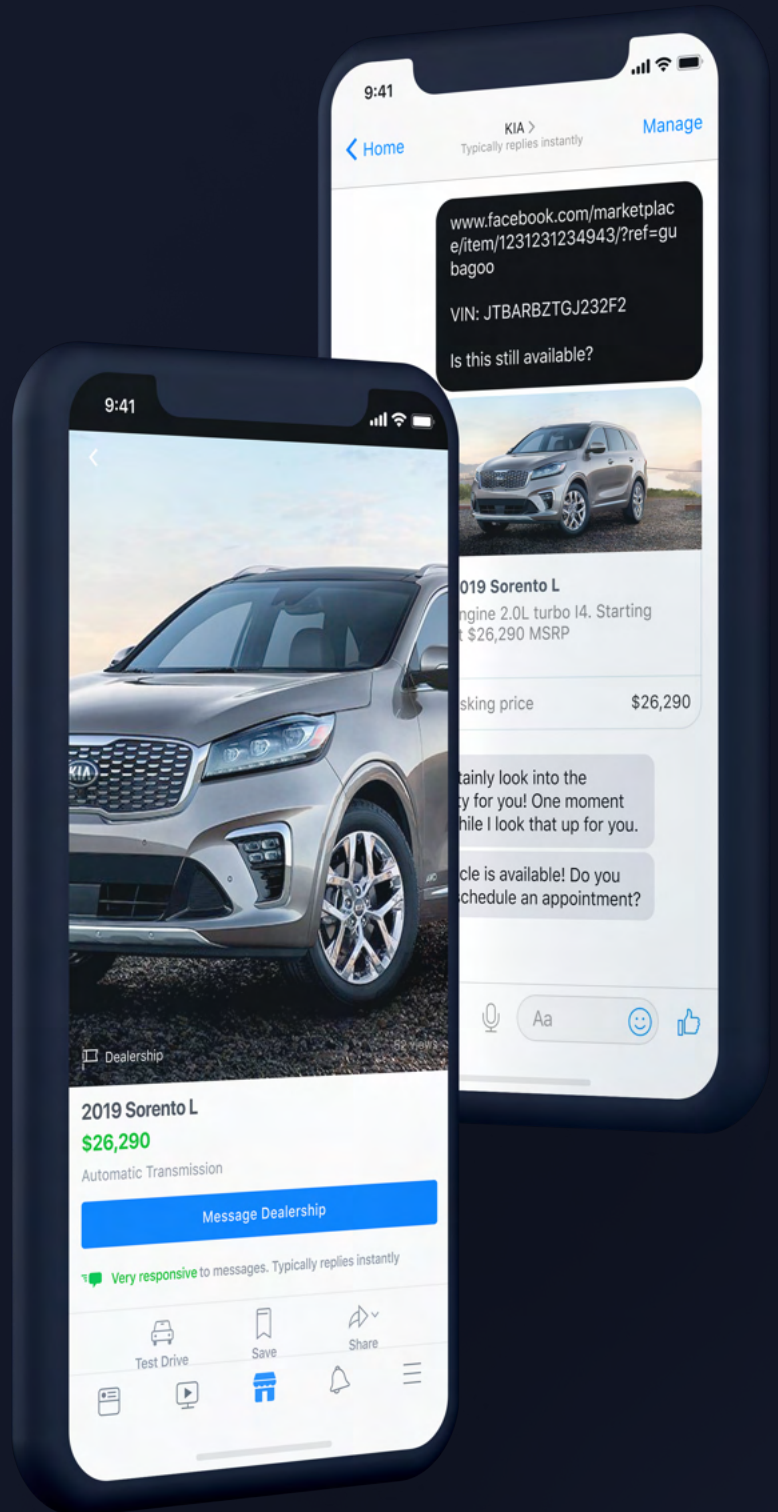 9:41
Home
KIA >
Typically replies instantly
Manage
www.facebook.com/marketplac
e/item/1231231234943/?ref=gu
bagoo
VIN: JTBARBZTGJ232F2
Is this still available?
019 Sorento L
ngine 2.0L turbo I4. Starting
t $26,290 MSRP
sking price
$26,290
tainly look into the
ty for you! One moment
hile I look that up for you.
cle is available! Do you
schedule an appointment?
Aa
9:41
KIA
Dealership
82 views
2019 Sorento L
$26,290
Automatic Transmission
Message Dealership
Very responsive to messages. Typically replies instantly
Test Drive
Save
Share